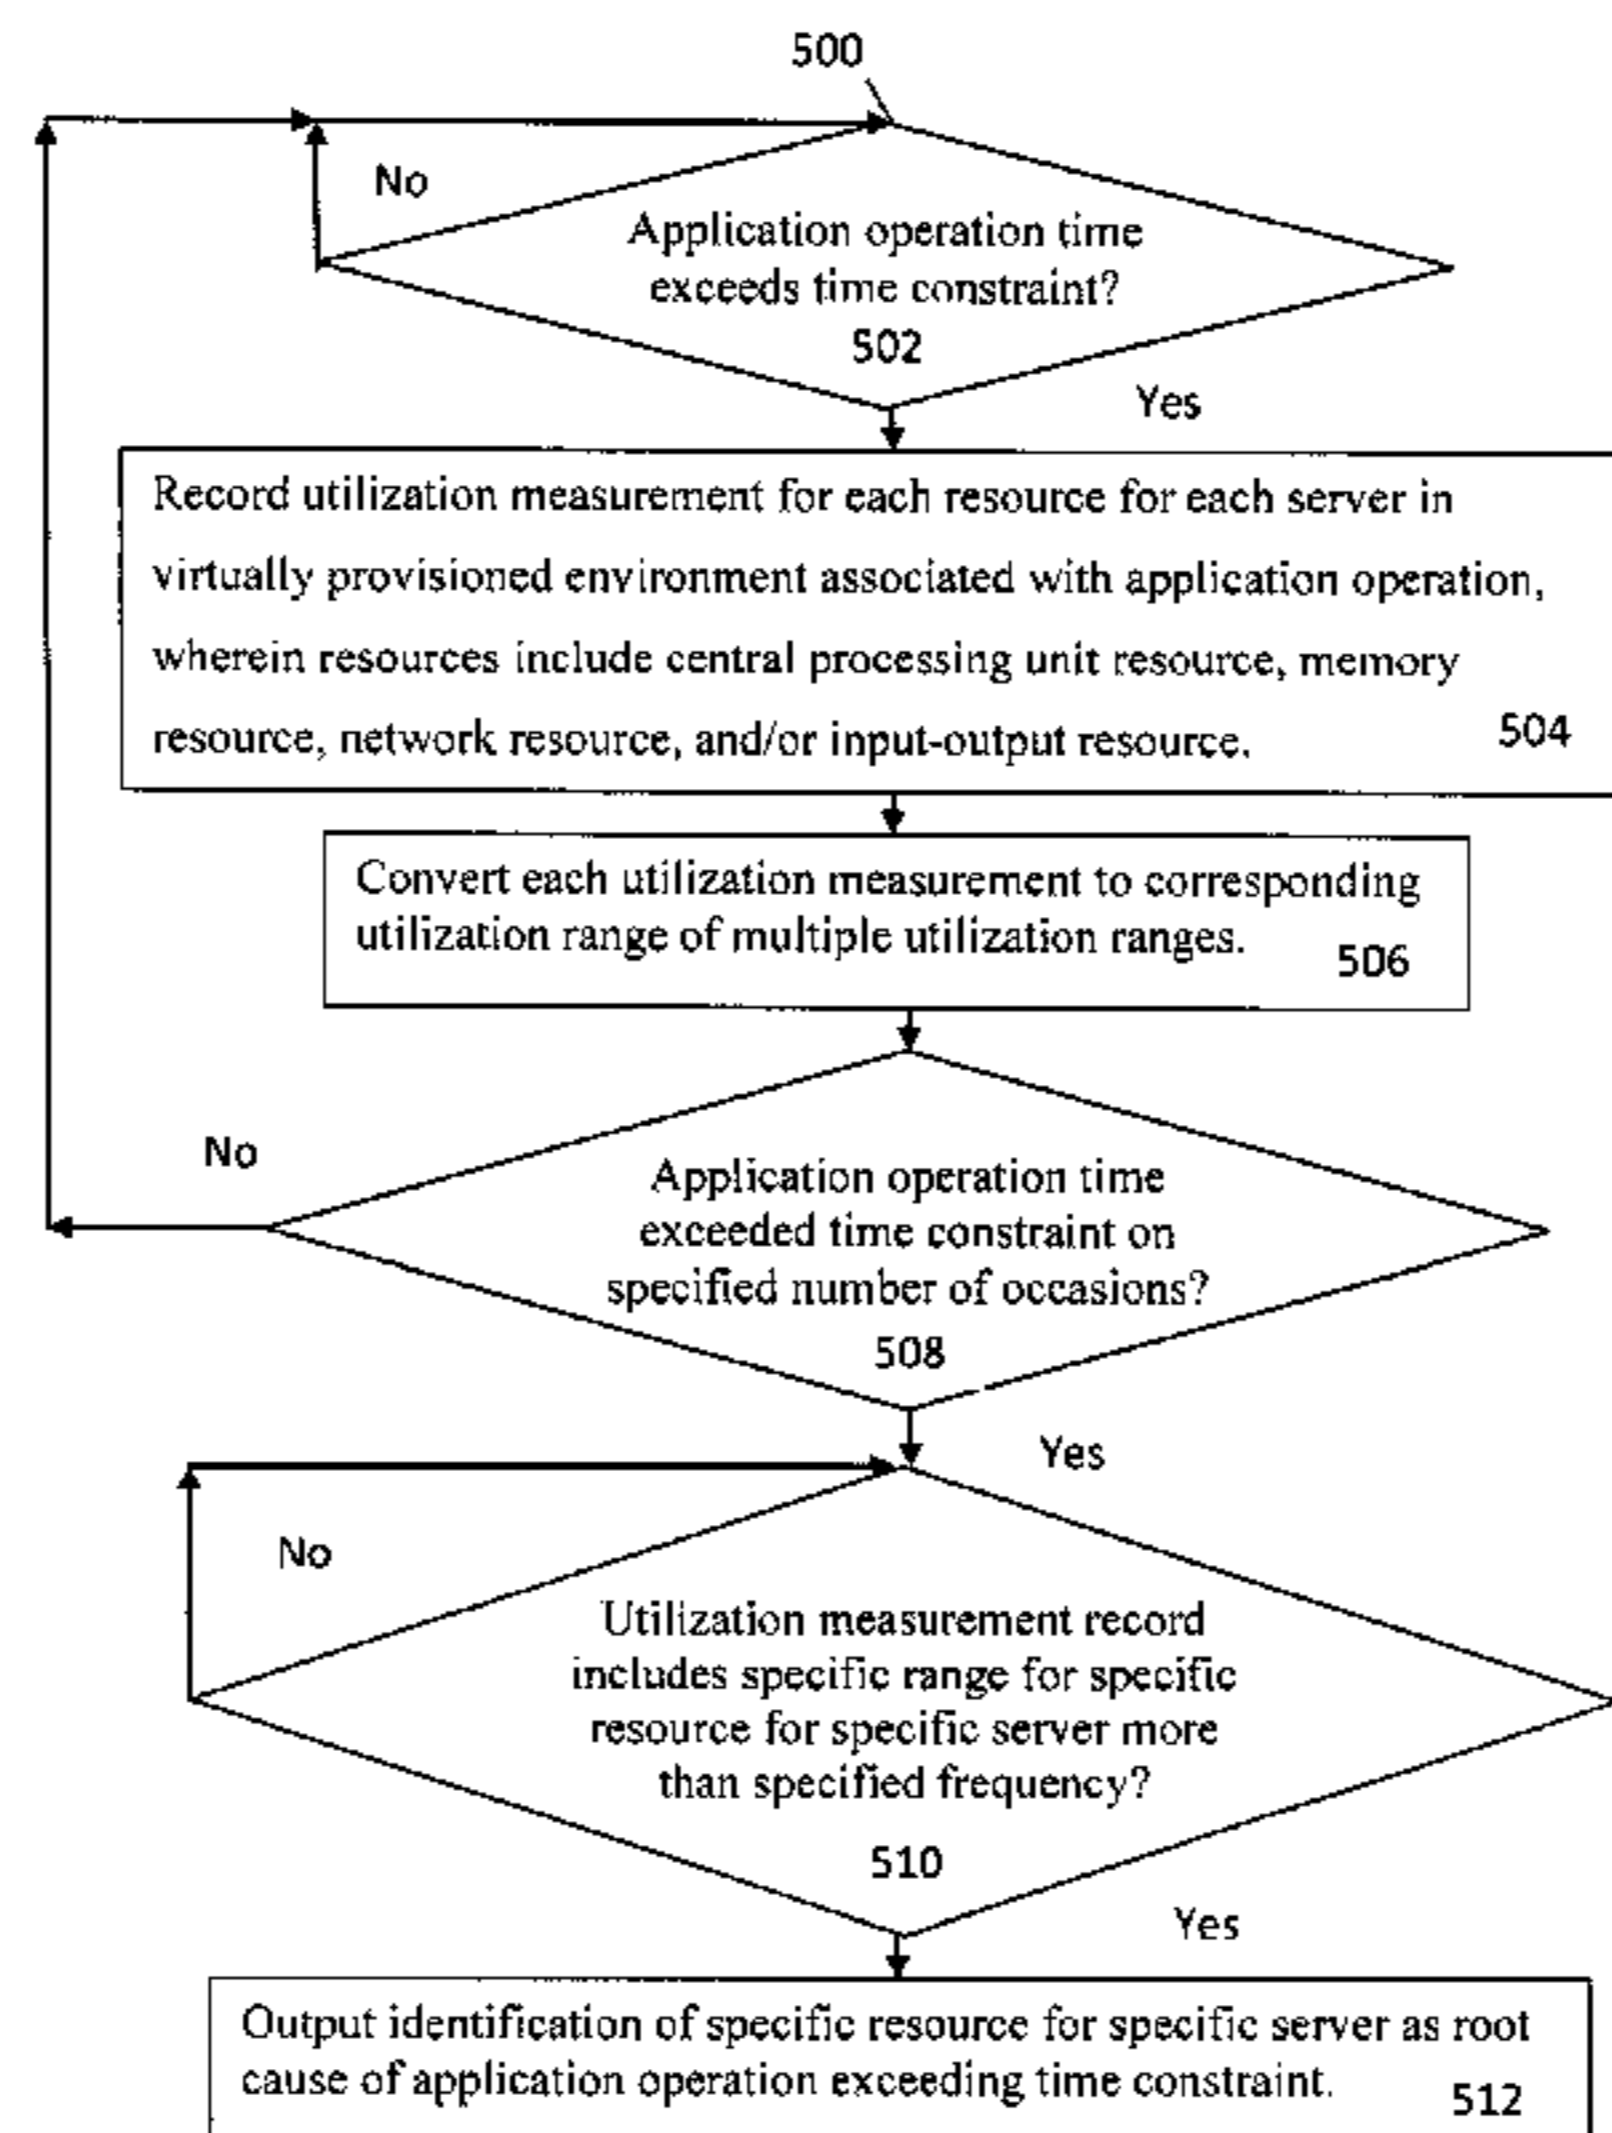 500
No
Application operation time
exceeds time constraint?
502
Yes
Record utilization measurement for each resource for each server in
virtually provisioned environment associated with application operation,
wherein resources include central processing unit resource, memory
resource, network resource, and/or input-output resource.
504
Convert each utilization measurement to corresponding
utilization range of multiple utilization ranges.
506
No
Application operation time
exceeded time constraint on
specified number of occasions?
508
Yes
No
Utilization measurement record
includes specific range for specific
resource for specific server more
than specified frequency?
510
Yes
Output identification of specific resource for specific server as root
cause of application operation exceeding time constraint.
512